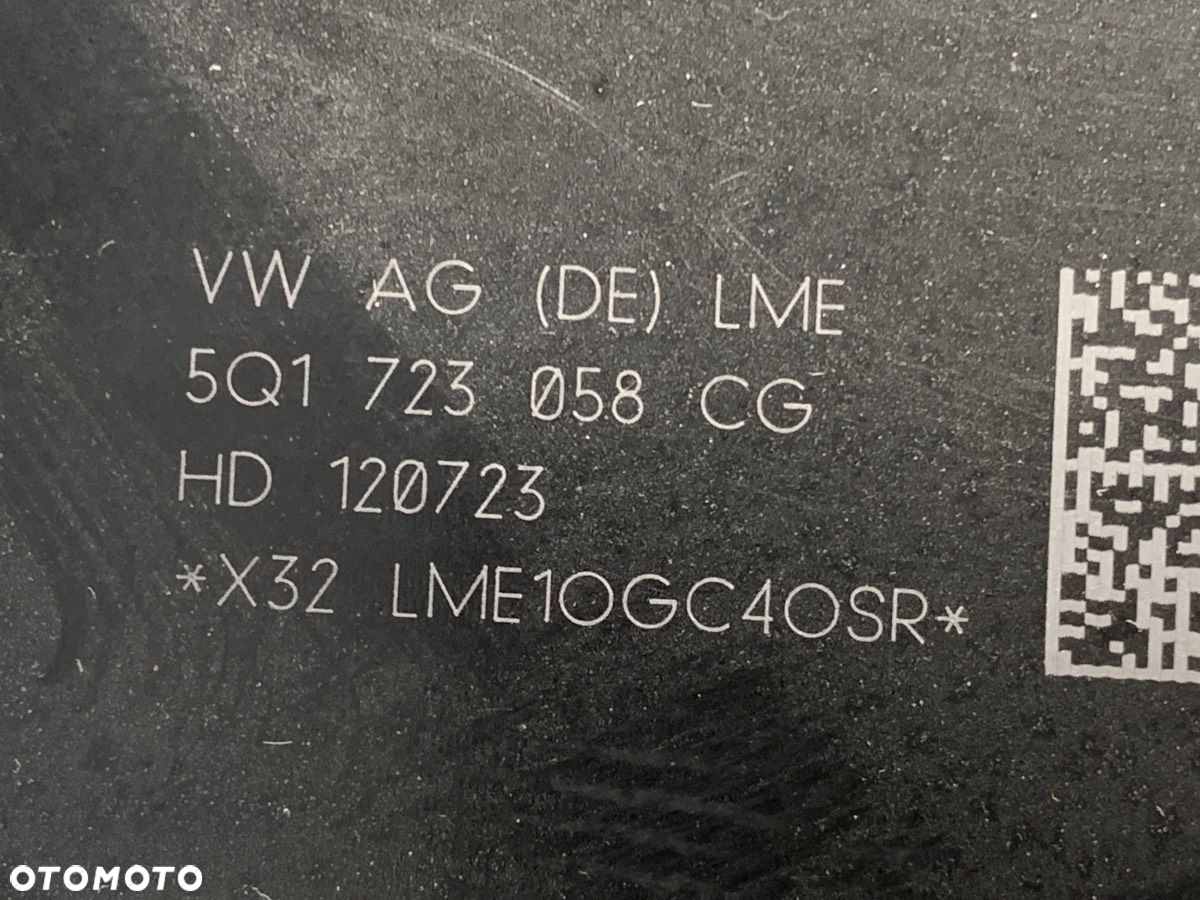 VW AG (DE) LME
5Q1 723 058 CG
HD 120723
*X32 LME1OGC4OSR*
OTOMOTO